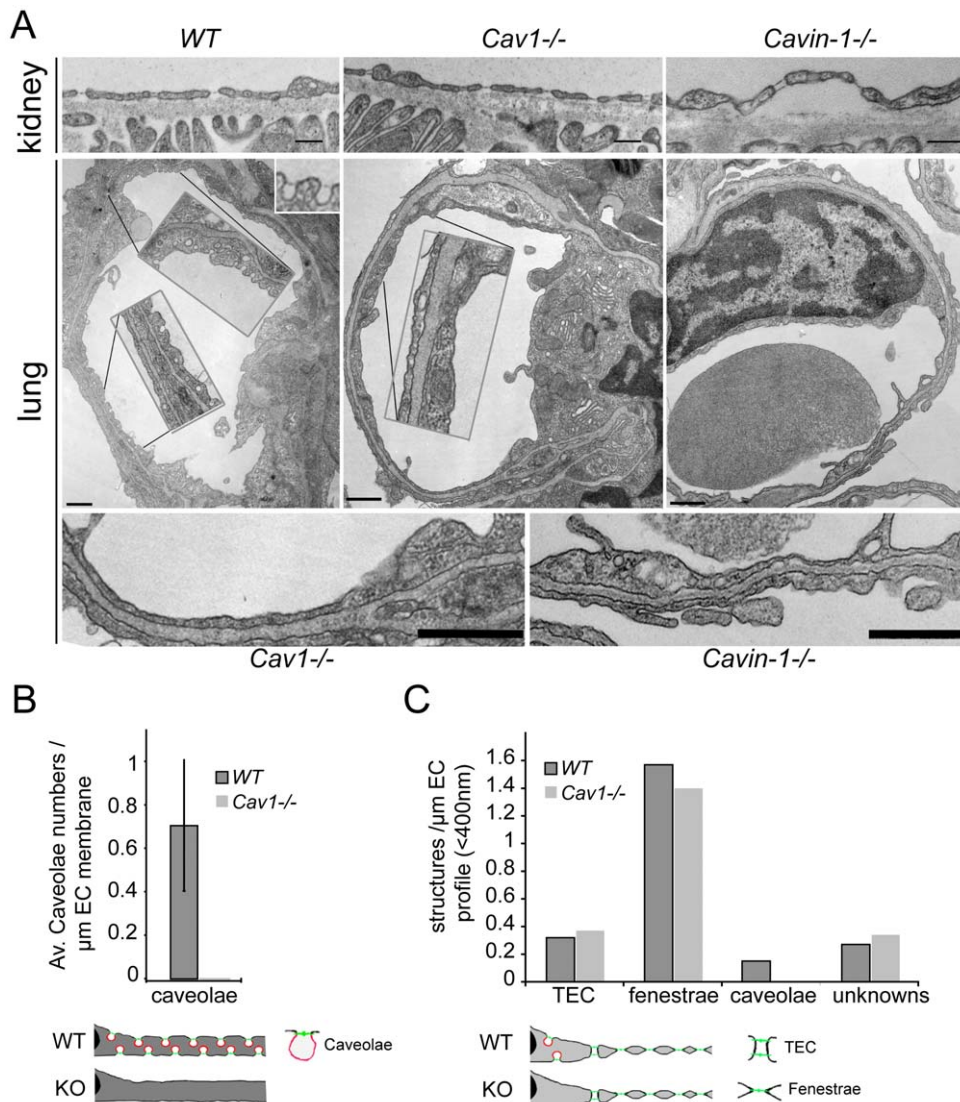 A
WT Cav1-/- Cavin-1-/-
kidney
lung
Cav1-/- Cavin-1-/-
B
Av. Caveolae numbers /
µm EC membrane
1
0.8
0.6
0.4
0.2
0
WT
Cav1-/-
caveolae
WT
KO
Caveolae
C
structures /µm EC
profile (<400nm)
1.6
1.4
1.2
1
0.8
0.6
0.4
0.2
0
WT
Cav1-/-
TEC fenestrae caveolae unknowns
WT
KO
TEC
Fenestrae